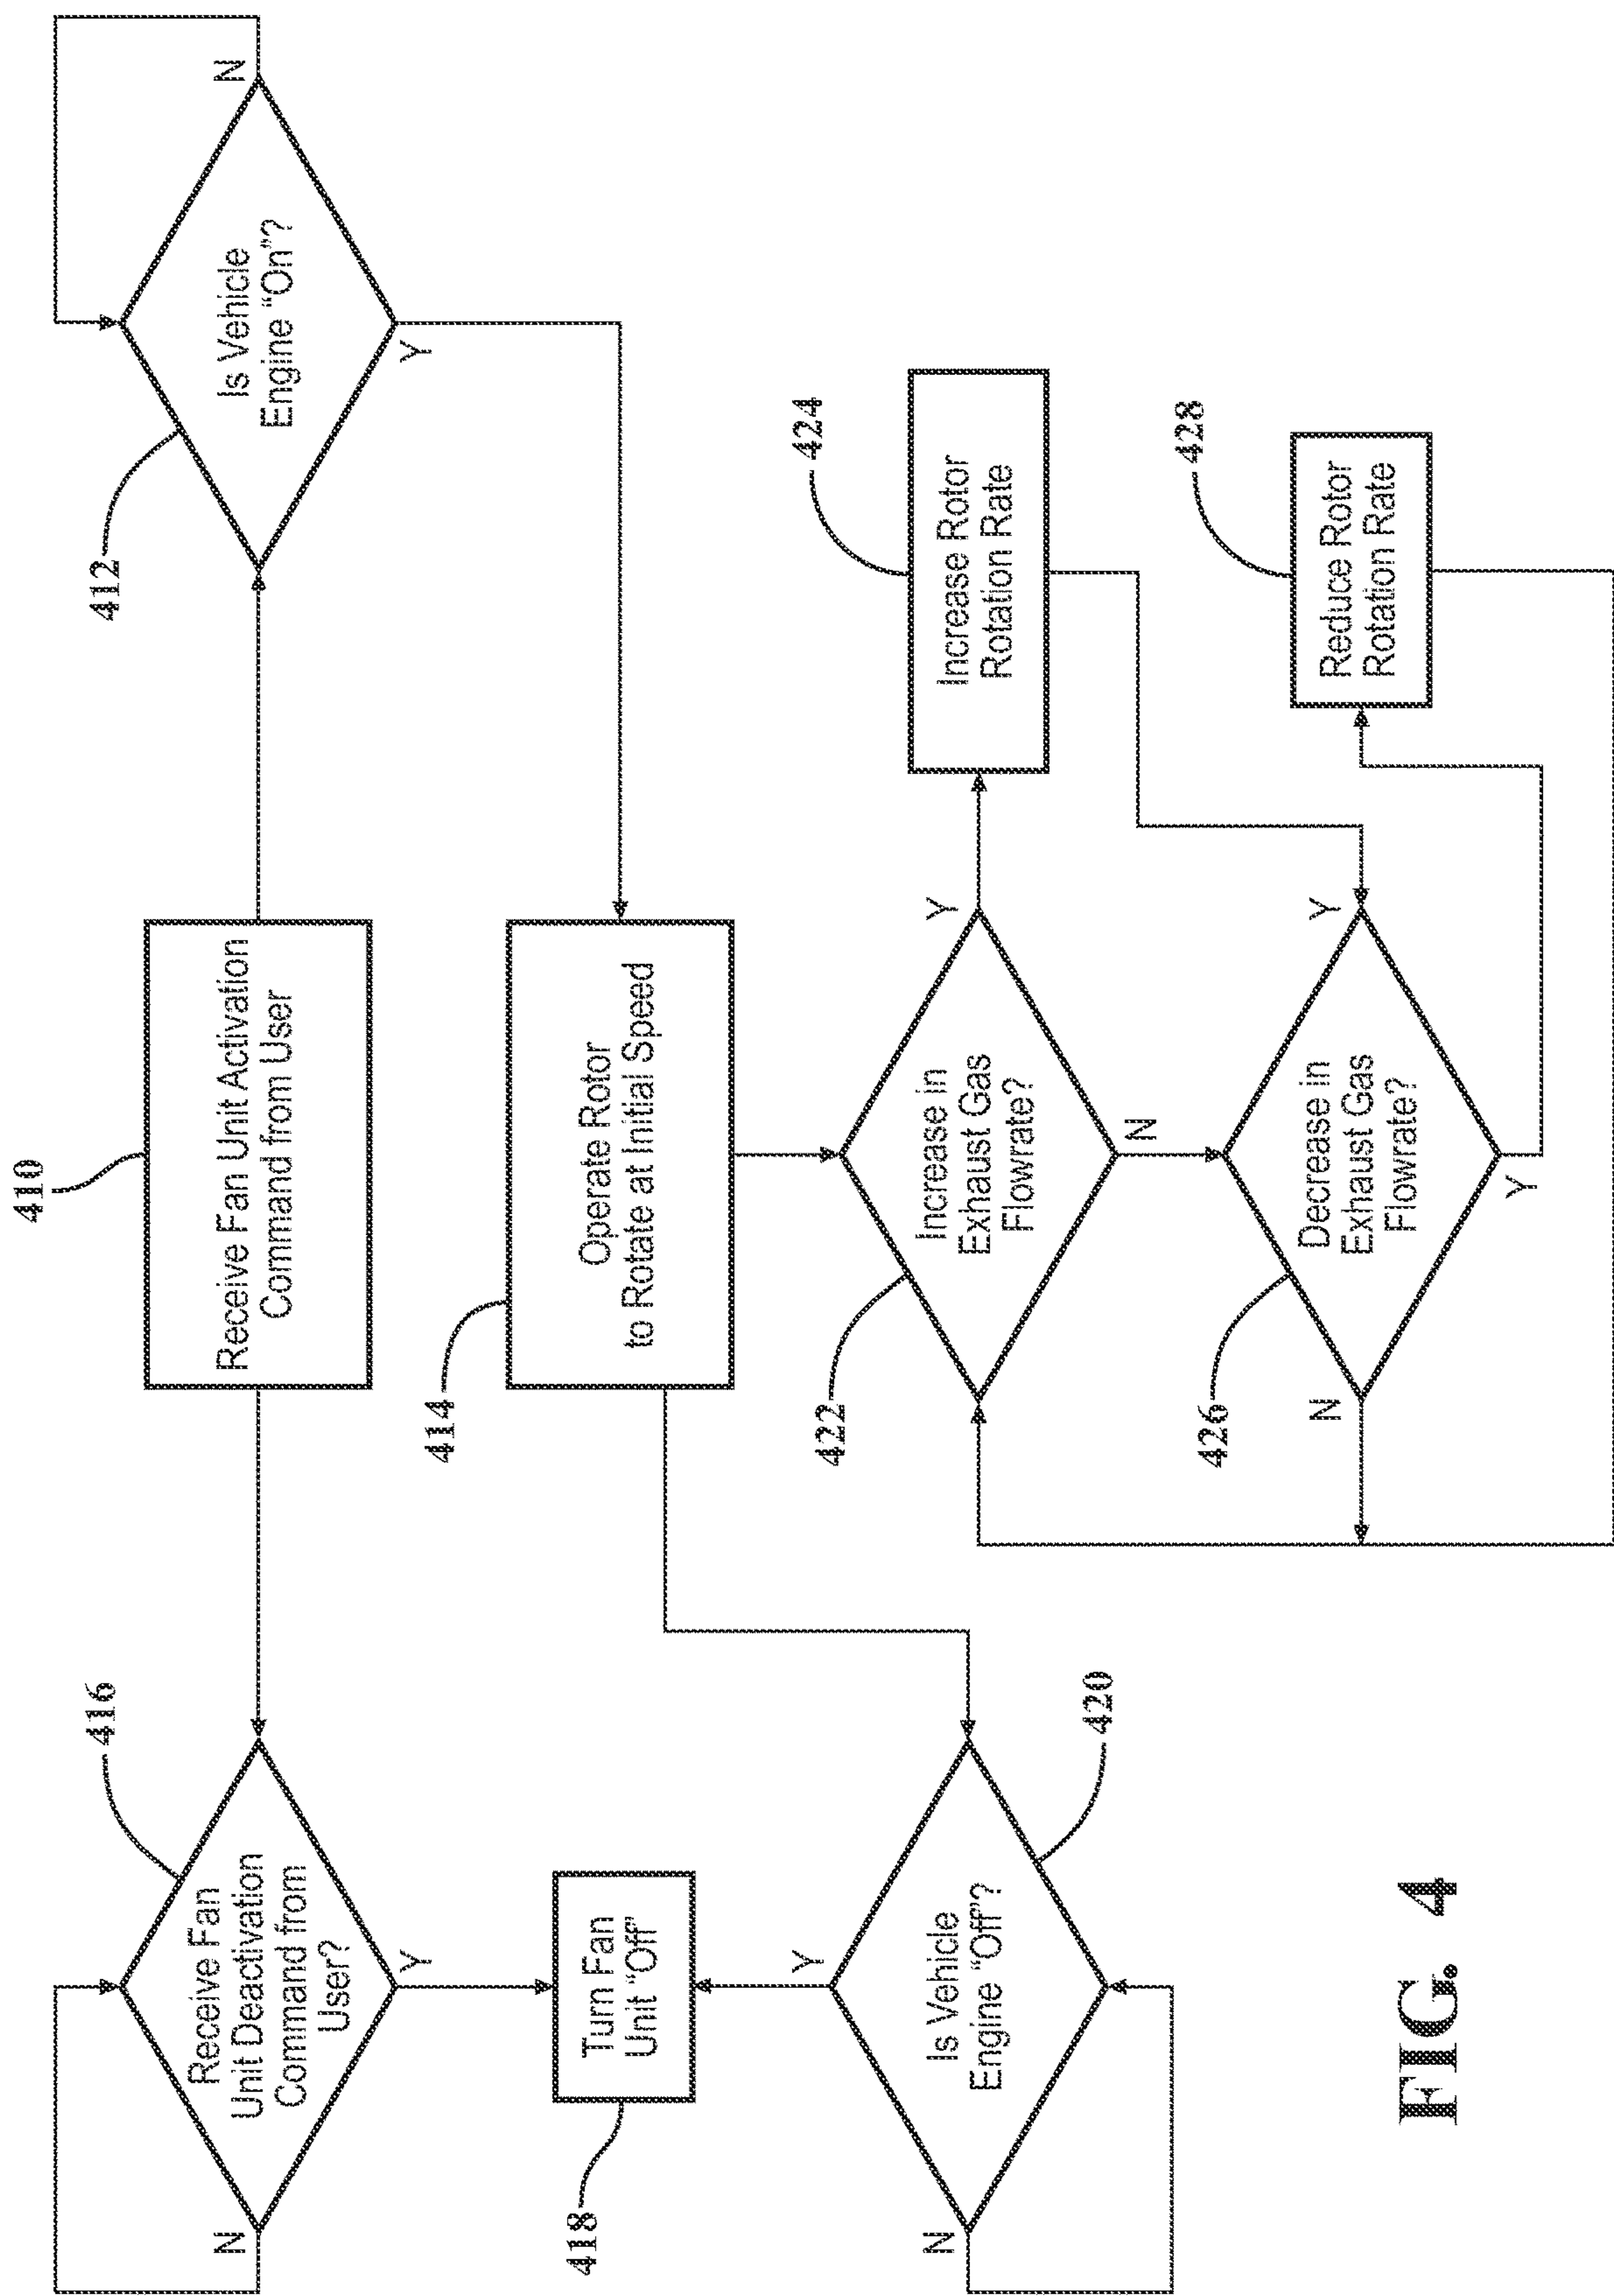 410
Receive Fan Unit Activation
Command from User
412
Is Vehicle
Engine "On"?
N
Y
416
Receive Fan
Unit Deactivation
Command from
User?
N
Y
414
Operate Rotor
to Rotate at Initial Speed
418
Turn Fan
Unit "Off"
420
Is Vehicle
Engine "Off"?
Y
N
422
Increase in
Exhaust Gas
Flowrate?
Y
N
424
Increase Rotor
Rotation Rate
426
Decrease in
Exhaust Gas
Flowrate?
N
Y
Y
428
Reduce Rotor
Rotation Rate
FIG. 4